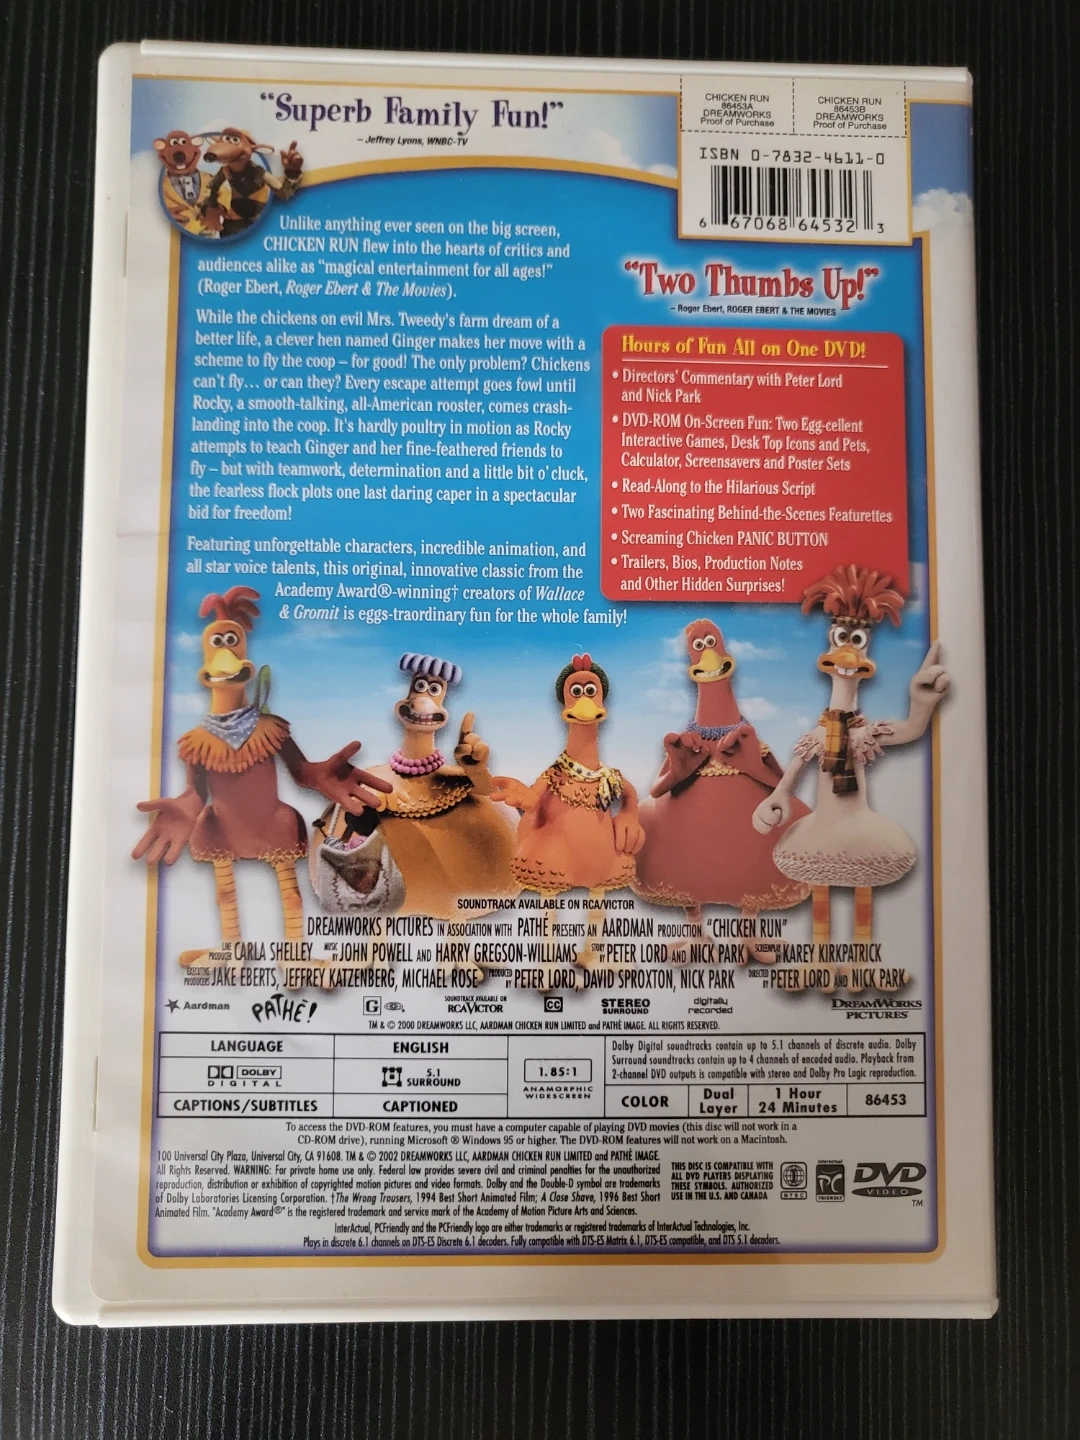 "Superb Family Fun!"
– Jeffrey Lyons, WNBC-TV
CHICKEN RUN
86453A
DREAMWORKS
Proof of Purchase
CHICKEN RUN
86453B
DREAMWORKS
Proof of Purchase
ISBN 0-7832-4611-0
6 67068 64532 3
Unlike anything ever seen on the big screen,
CHICKEN RUN flew into the hearts of critics and
audiences alike as "magical entertainment for all ages!"
(Roger Ebert, Roger Ebert & The Movies).
While the chickens on evil Mrs. Tweedy's farm dream of a
better life, a clever hen named Ginger makes her move with a
scheme to fly the coop – for good! The only problem? Chickens
can't fly... or can they? Every escape attempt goes fowl until
Rocky, a smooth-talking, all-American rooster, comes crash-
landing into the coop. It's hardly poultry in motion as Rocky
attempts to teach Ginger and her fine-feathered friends to
fly – but with teamwork, determination and a little bit o' cluck,
the fearless flock plots one last daring caper in a spectacular
bid for freedom!
Featuring unforgettable characters, incredible animation, and
all star voice talents, this original, innovative classic from the
Academy Award®-winning† creators of Wallace
& Gromit is eggs-traordinary fun for the whole family!
"Two Thumbs Up!"
– Roger Ebert, ROGER EBERT & THE MOVIES
Hours of Fun All on One DVD!
• Directors' Commentary with Peter Lord
and Nick Park
• DVD-ROM On-Screen Fun: Two Egg-cellent
Interactive Games, Desk Top Icons and Pets,
Calculator, Screensavers and Poster Sets
• Read-Along to the Hilarious Script
• Two Fascinating Behind-the-Scenes Featurettes
• Screaming Chicken PANIC BUTTON
• Trailers, Bios, Production Notes
and Other Hidden Surprises!
SOUNDTRACK AVAILABLE ON RCA/VICTOR
DREAMWORKS PICTURES IN ASSOCIATION WITH PATHÉ PRESENTS AN AARDMAN PRODUCTION "CHICKEN RUN"
LINE PRODUCER CARLA SHELLEY MUSIC BY JOHN POWELL AND HARRY GREGSON-WILLIAMS STORY BY PETER LORD AND NICK PARK SCREENPLAY BY KAREY KIRKPATRICK
EXECUTIVE PRODUCERS JAKE EBERTS, JEFFREY KATZENBERG, MICHAEL ROSE PRODUCED BY PETER LORD, DAVID SPROXTON, NICK PARK DIRECTED BY PETER LORD AND NICK PARK
Aardman
PATHÉ!
G
SOUNDTRACK AVAILABLE ON
RCA VICTOR
CC
STEREO
SURROUND
digitally
recorded
DREAMWORKS
PICTURES
TM & © 2000 DREAMWORKS LLC, AARDMAN CHICKEN RUN LIMITED and PATHÉ IMAGE. ALL RIGHTS RESERVED.
LANGUAGE
ENGLISH
DOLBY
DIGITAL
5.1
SURROUND
CAPTIONS/SUBTITLES
CAPTIONED
1.85:1
ANAMORPHIC
WIDESCREEN
Dolby Digital soundtracks contain up to 5.1 channels of discrete audio. Dolby
Surround soundtracks contain up to 4 channels of encoded audio. Playback from
2-channel DVD outputs is compatible with stereo and Dolby Pro Logic reproduction.
COLOR
Dual
Layer
1 Hour
24 Minutes
86453
To access the DVD-ROM features, you must have a computer capable of playing DVD movies (this disc will not work in a
CD-ROM drive), running Microsoft ® Windows 95 or higher. The DVD-ROM features will not work on a Macintosh.
100 Universal City Plaza, Universal City, CA 91608. TM & © 2002 DREAMWORKS LLC, AARDMAN CHICKEN RUN LIMITED and PATHÉ IMAGE.
All Rights Reserved. WARNING: For private home use only. Federal law provides severe civil and criminal penalties for the unauthorized
reproduction, distribution or exhibition of copyrighted motion pictures and video formats. Dolby and the Double-D symbol are trademarks
of Dolby Laboratories Licensing Corporation. †The Wrong Trousers, 1994 Best Short Animated Film; A Close Shave, 1996 Best Short
Animated Film. "Academy Award®" is the registered trademark and service mark of the Academy of Motion Picture Arts and Sciences.
THIS DISC IS COMPATIBLE WITH
ALL DVD PLAYERS DISPLAYING
THESE SYMBOLS. AUTHORIZED
USE IN THE U.S. AND CANADA
1
NTSC
interactual
PC
FRIENDLY
DVD
VIDEO
TM
InterActual, PCFriendly and the PCFriendly logo are either trademarks or registered trademarks of InterActual Technologies, Inc.
Plays in discrete 6.1 channels on DTS-ES Discrete 6.1 decoders. Fully compatible with DTS-ES Matrix 6.1, DTS-ES compatible, and DTS 5.1 decoders.